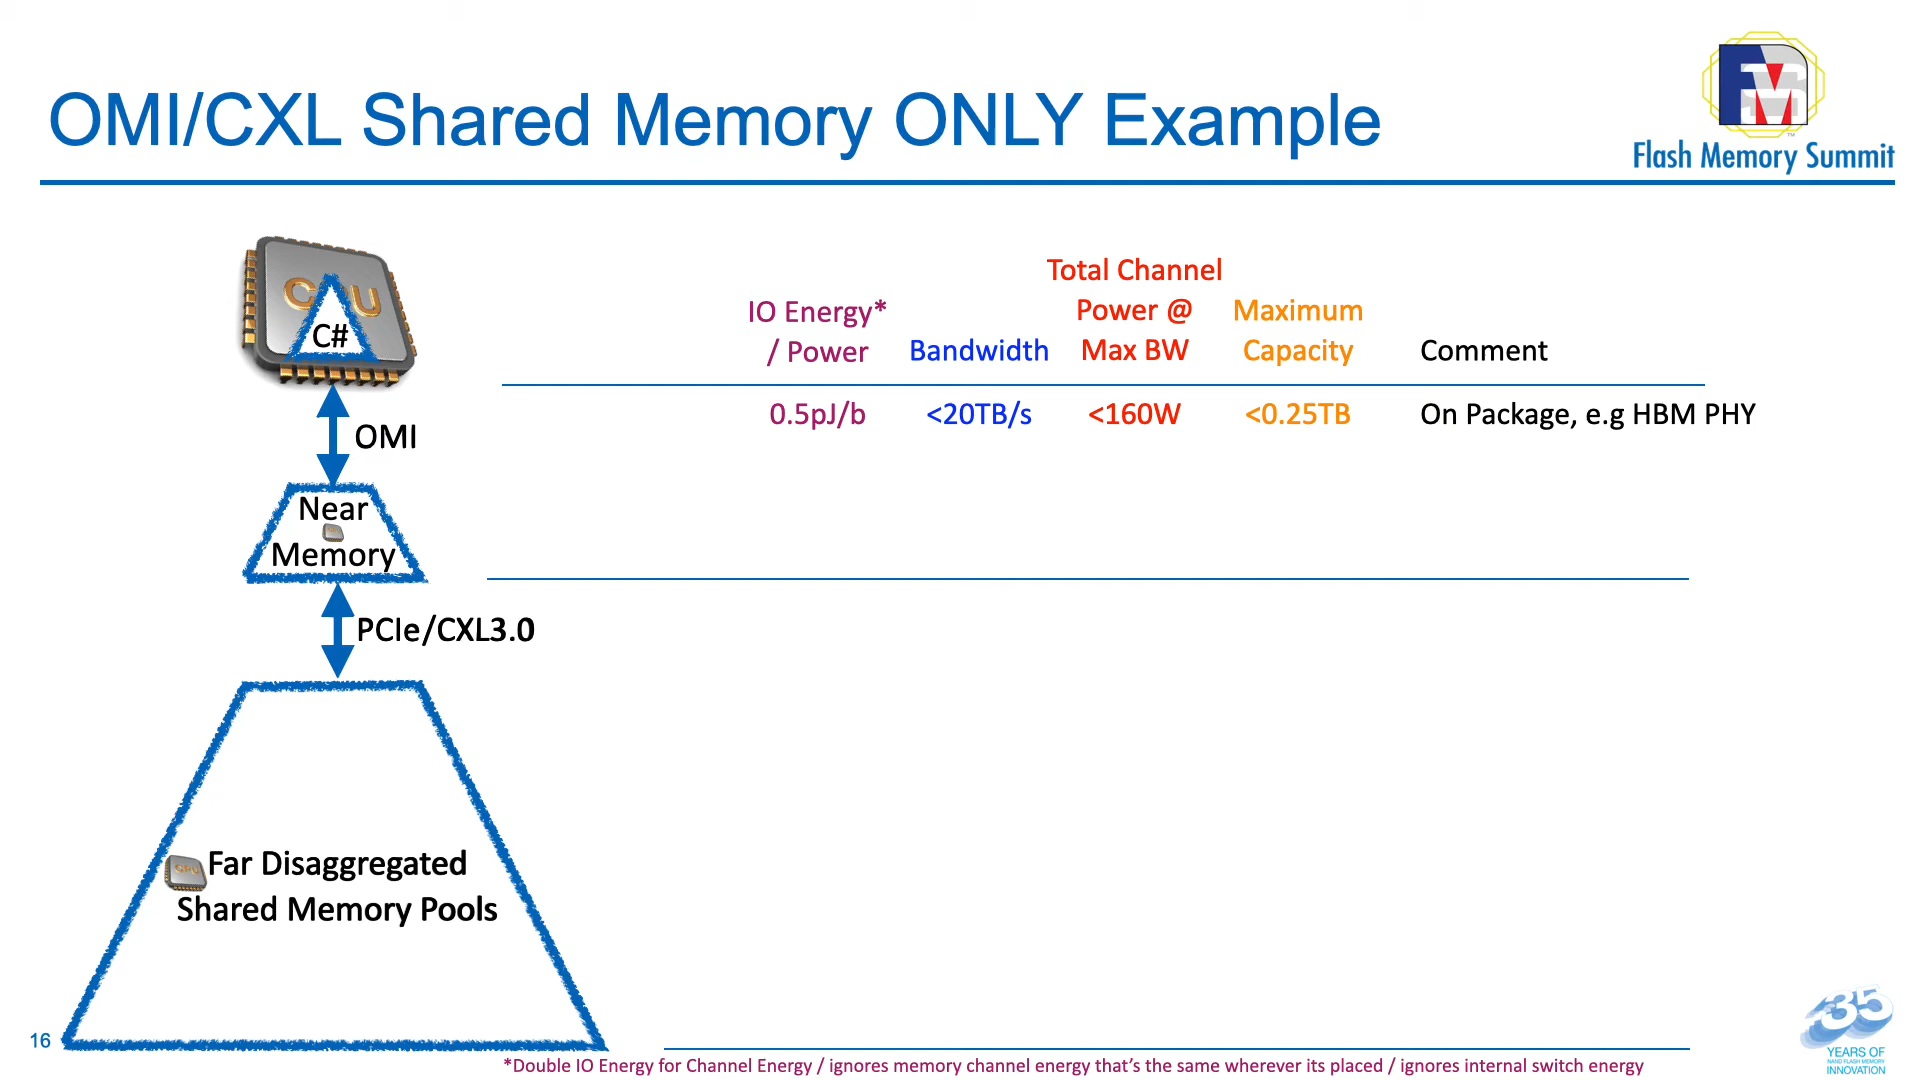 OMI/CXL Shared Memory ONLY Example
Flash Memory Summit
C#
OMI
Near
Memory
PCIe/CXL3.0
Far Disaggregated
Shared Memory Pools
IO Energy*
/ Power
Bandwidth
Total Channel
Power @
Max BW
Maximum
Capacity
Comment
0.5pJ/b <20TB/s <160W <0.25TB On Package, e.g HBM PHY
16
*Double IO Energy for Channel Energy / ignores memory channel energy that's the same wherever its placed / ignores internal switch energy
35
YEARS OF
NAND FLASH MEMORY
INNOVATION